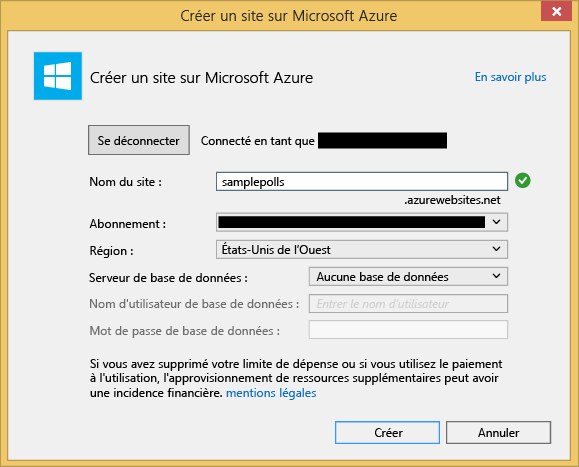 Créer un site sur Microsoft Azure
Créer un site sur Microsoft Azure
En savoir plus
Se déconnecter Connecté en tant que
Nom du site : samplepolls
.azurewebsites.net
Abonnement :
Région : États-Unis de l'Ouest
Serveur de base de données : Aucune base de données
Nom d'utilisateur de base de données : Entrer le nom d'utilisateur
Mot de passe de base de données :
Si vous avez supprimé votre limite de dépense ou si vous utilisez le paiement
à l'utilisation, l'approvisionnement de ressources supplémentaires peut avoir
une incidence financière. mentions légales
Créer Annuler